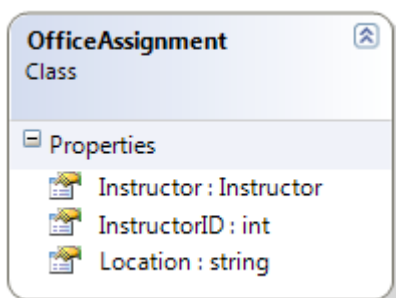 OfficeAssignment
Class
Properties
Instructor : Instructor
InstructorID : int
Location : string